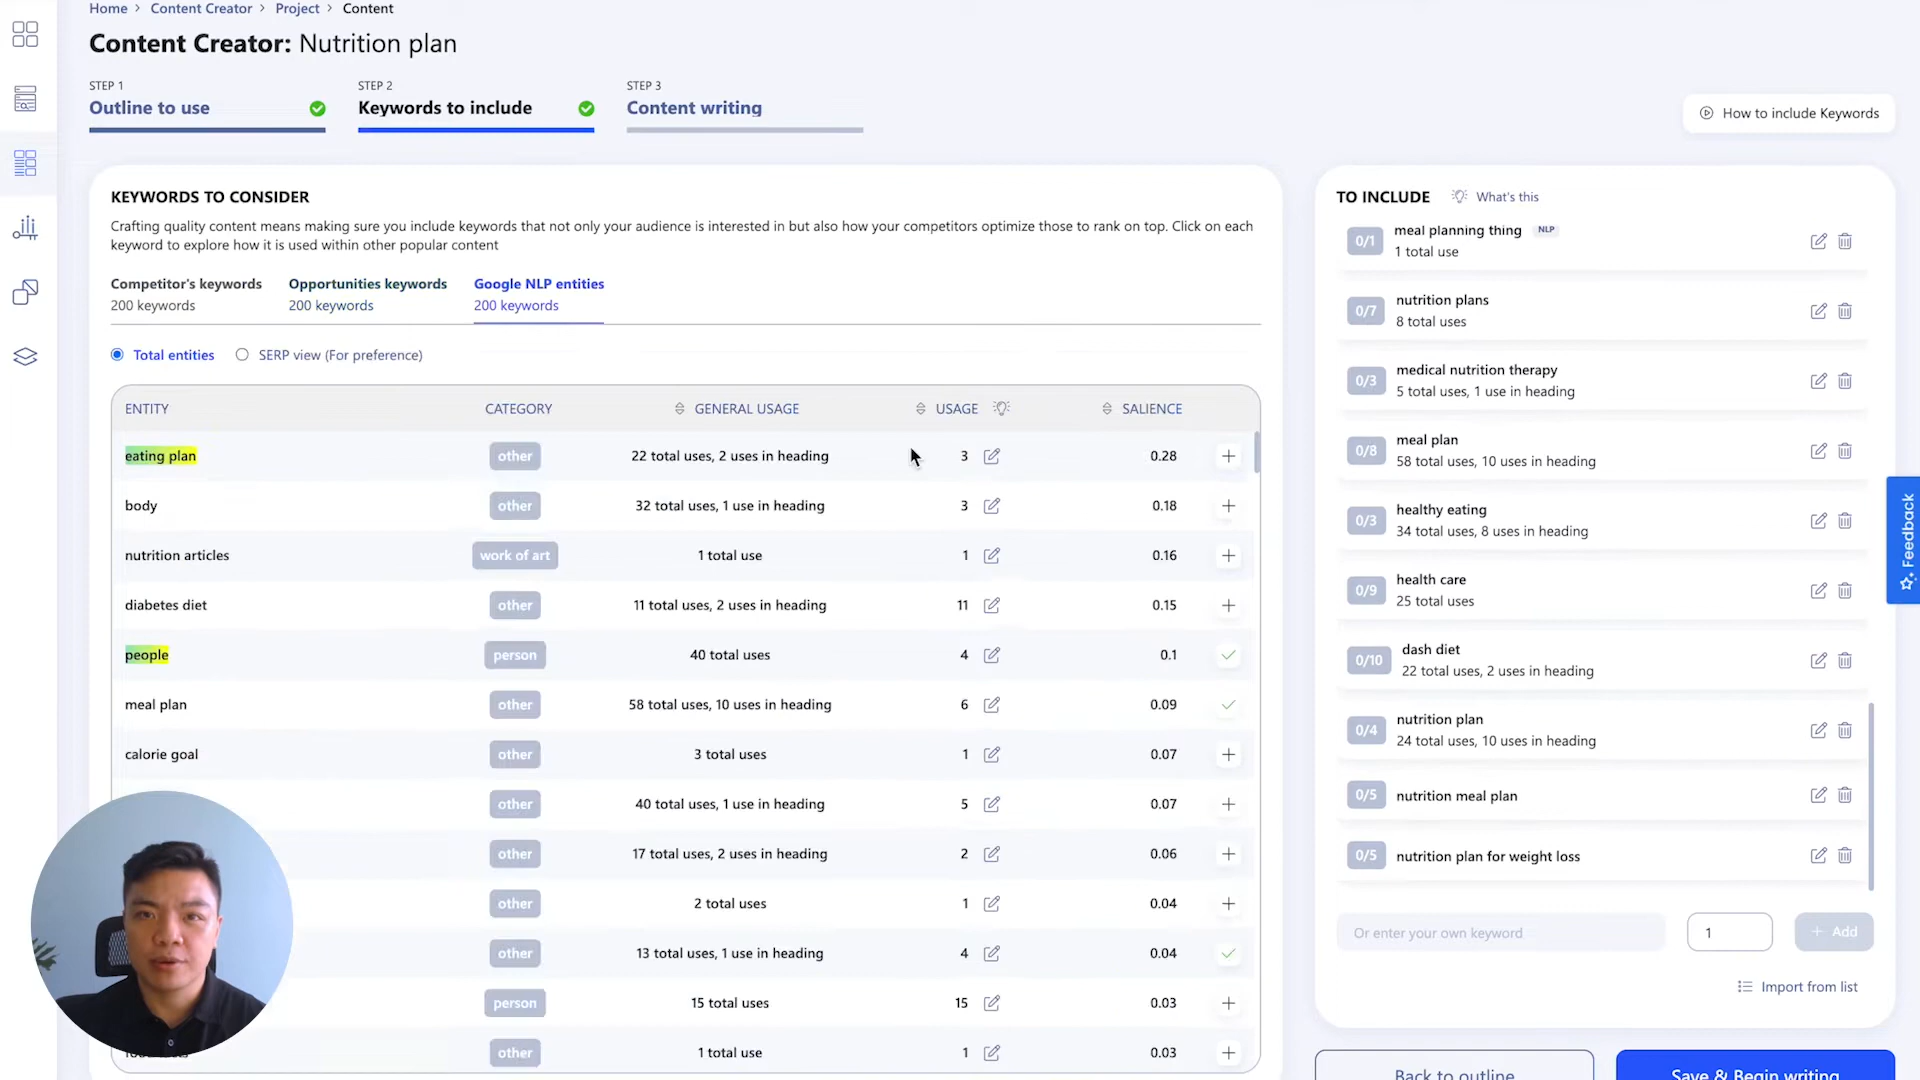 Home > Content Creator > Project > Content
Content Creator: Nutrition plan
STEP 1
Outline to use
STEP 2
Keywords to include
STEP 3
Content writing
How to include Keywords
KEYWORDS TO CONSIDER
Crafting quality content means making sure you include keywords that not only your audience is interested in but also how your competitors optimize those to rank on top. Click on each
keyword to explore how it is used within other popular content
Competitor's keywords
200 keywords
Opportunities keywords
200 keywords
Google NLP entities
200 keywords
Total entities
SERP view (For preference)
ENTITY CATEGORY GENERAL USAGE USAGE SALIENCE
eating plan other 22 total uses, 2 uses in heading 3 0.28
body other 32 total uses, 1 use in heading 3 0.18
nutrition articles work of art 1 total use 1 0.16
diabetes diet other 11 total uses, 2 uses in heading 11 0.15
people person 40 total uses 4 0.1
meal plan other 58 total uses, 10 uses in heading 6 0.09
calorie goal other 3 total uses 1 0.07
other 40 total uses, 1 use in heading 5 0.07
other 17 total uses, 2 uses in heading 2 0.06
other 2 total uses 1 0.04
other 13 total uses, 1 use in heading 4 0.04
person 15 total uses 15 0.03
other 1 total use 1 0.03
TO INCLUDE
What's this
0/1 meal planning thing NLP
1 total use
0/7 nutrition plans
8 total uses
0/3 medical nutrition therapy
5 total uses, 1 use in heading
0/8 meal plan
58 total uses, 10 uses in heading
0/3 healthy eating
34 total uses, 8 uses in heading
0/9 health care
25 total uses
0/10 dash diet
22 total uses, 2 uses in heading
0/4 nutrition plan
24 total uses, 10 uses in heading
0/5 nutrition meal plan
0/5 nutrition plan for weight loss
Or enter your own keyword
1
+ Add
Import from list
Back to outline
Save & Begin writing
Feedback